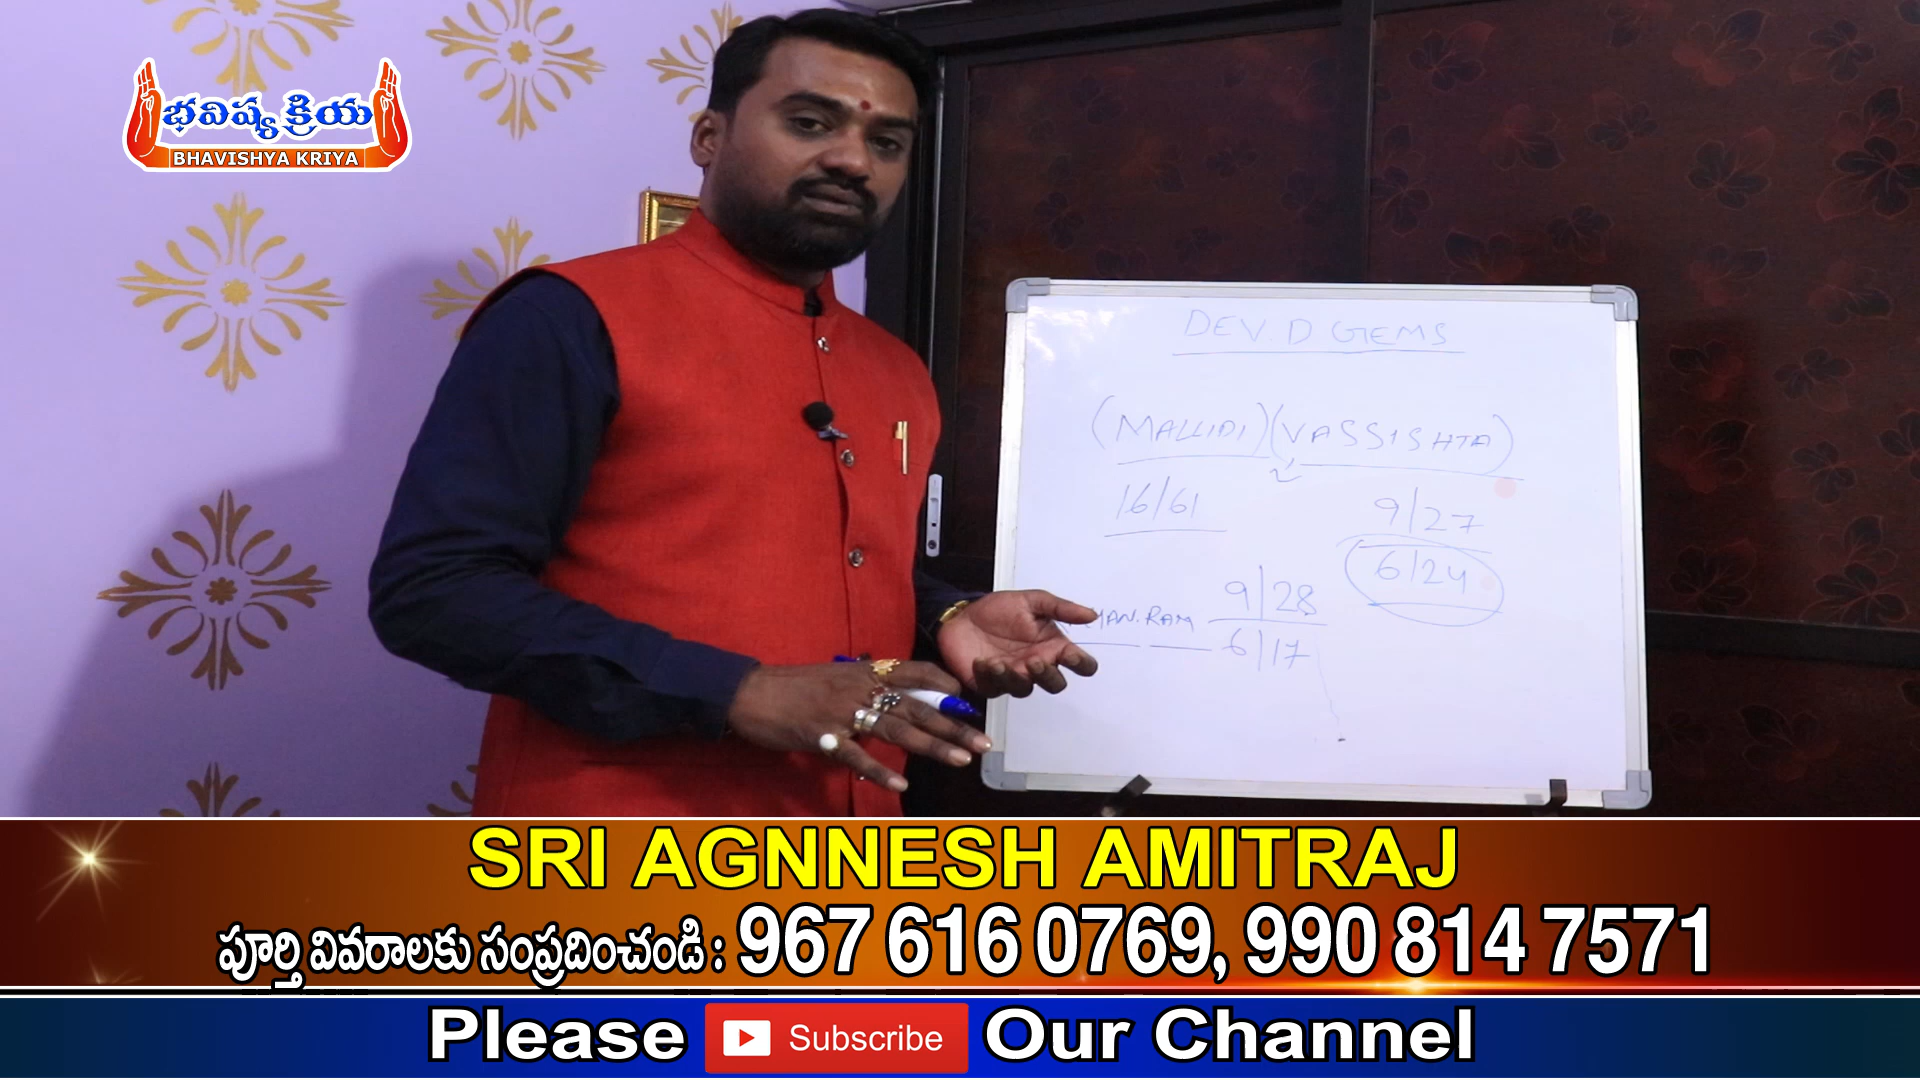 భవిష్య క్రియ
BHAVISHYA KRIYA
DEV.D GEMS
(MALLIDI)(VASSISHTA)
16/61
9/27
6/24
9/28
RAM
6/17
SRI AGNNESH AMITRAJ
పూర్తి వివరాలకు సంప్రదించండి : 967 616 0769, 990 814 7571
Please Subscribe Our Channel